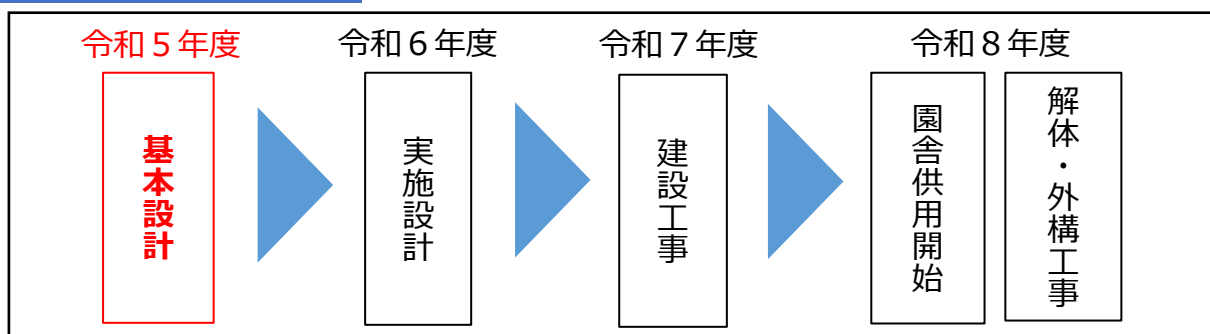 令和５年度
令和６年度
令和７年度
令和８年度
基本設計
実施設計
建設工事
園舎供用開始
解体・外構工事